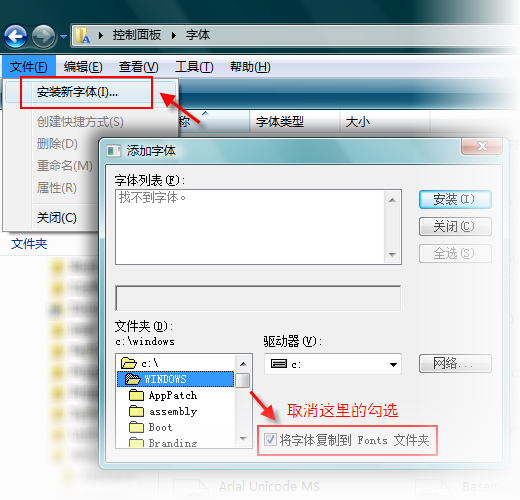 控制面板 ▸ 字体
文件(F) 编辑(E) 查看(V) 工具(T) 帮助(H)
安装新字体(I)...
创建快捷方式(S)
删除(D)
重命名(M)
属性(R)
关闭(C)
称 字体类型 大小
文件夹
添加字体
字体列表(F):
找不到字体。
安装(I)
关闭(C)
全选(S)
文件夹(D):
c:\windows
驱动器(V):
c:\
WINDOWS
AppPatch
assembly
Boot
Branding
c:
网络...
取消这里的勾选
将字体复制到 Fonts 文件夹
Arial Unicode MS